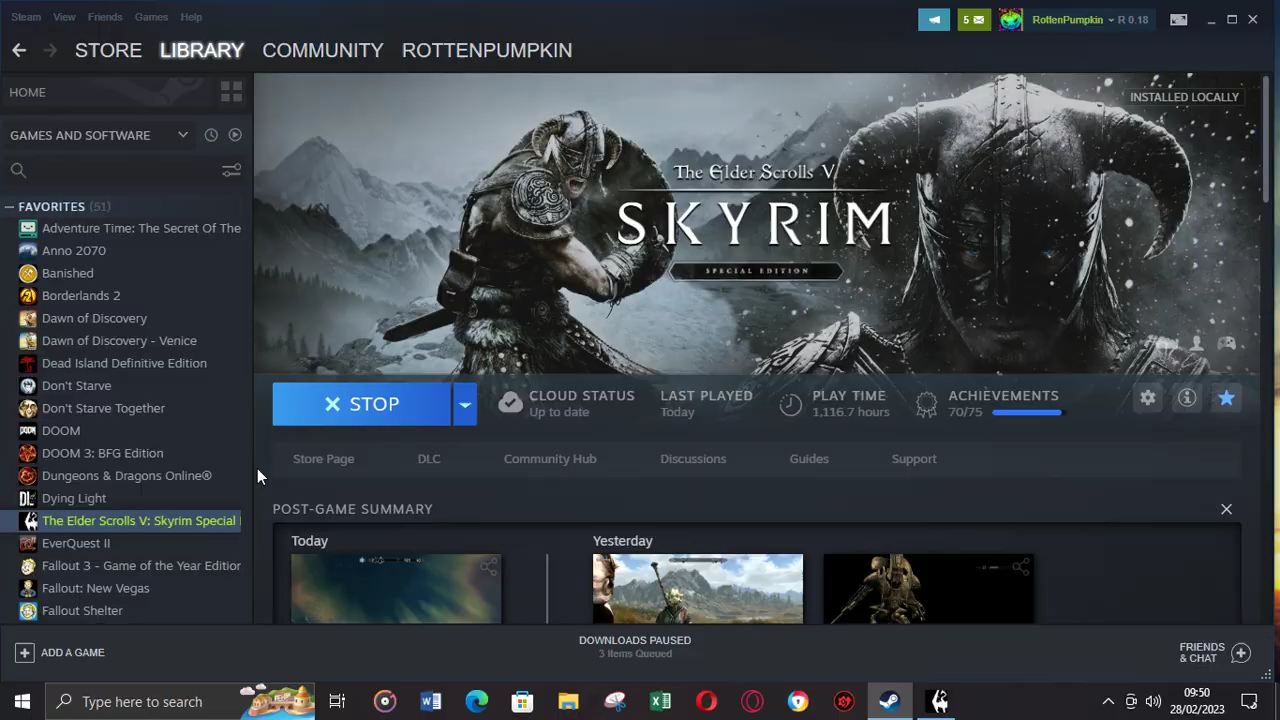 Steam View Friends Games Help
5 RottenPumpkin R 0.18
STORE LIBRARY COMMUNITY ROTTENPUMPKIN
HOME
INSTALLED LOCALLY
GAMES AND SOFTWARE
The Elder Scrolls V
SKYRIM
SPECIAL EDITION
FAVORITES (51)
Adventure Time: The Secret Of The
Anno 2070
Banished
Borderlands 2
Dawn of Discovery
Dawn of Discovery - Venice
Dead Island Definitive Edition
Don't Starve
Don't Starve Together
DOOM
DOOM 3: BFG Edition
Dungeons & Dragons Online®
Dying Light
The Elder Scrolls V: Skyrim Special
EverQuest II
Fallout 3 - Game of the Year Edition
Fallout: New Vegas
Fallout Shelter
STOP
CLOUD STATUS
Up to date
LAST PLAYED
Today
PLAY TIME
1,116.7 hours
ACHIEVEMENTS
70/75
Store Page DLC Community Hub Discussions Guides Support
POST-GAME SUMMARY
Today Yesterday
ADD A GAME
DOWNLOADS PAUSED
3 Items Queued
FRIENDS
& CHAT
Type here to search
09:50
28/02/2023